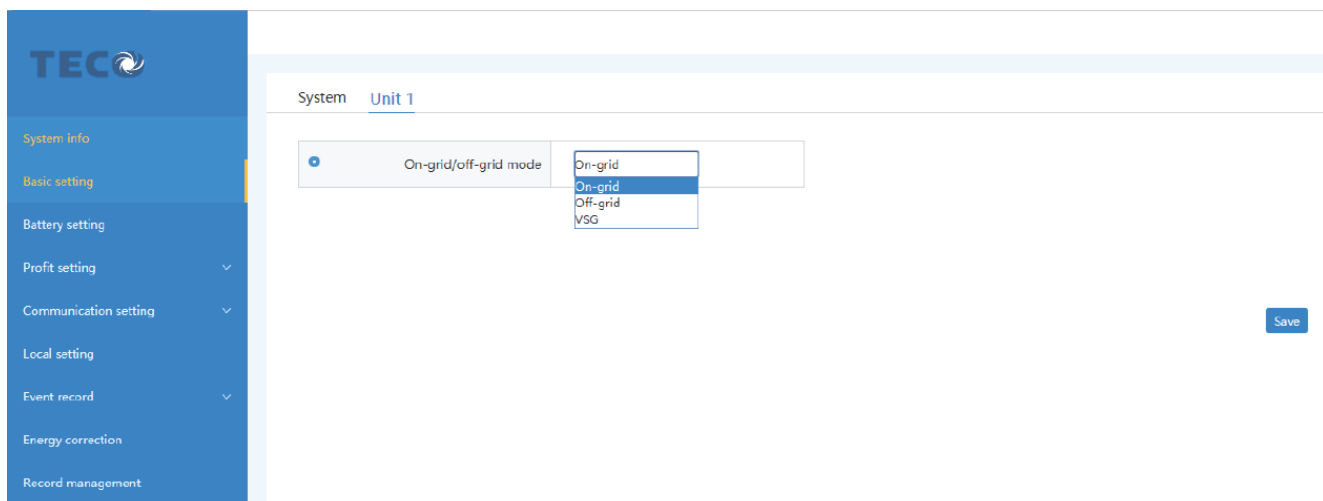 TECO
System Unit 1
System info
Basic setting
Battery setting
Profit setting
Communication setting
Local setting
Event record
Energy correction
Record management
On-grid/off-grid mode
On-grid
On-grid
Off-grid
VSG
Save